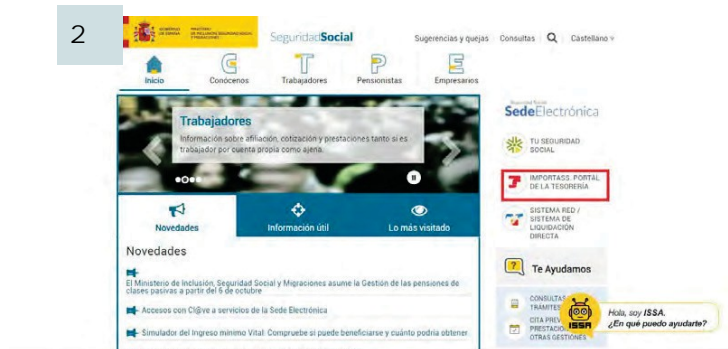 2
GOBIERNO DE ESPAÑA
MINISTERIO DE INCLUSIÓN, SEGURIDAD SOCIAL Y MIGRACIONES
SeguridadSocial
Sugerencias y quejas Consultas Castellano
Inicio
Conócenos
Trabajadores
Pensionistas
Empresarios
Trabajadores
Información sobre afiliación, cotización y prestaciones tanto si es
trabajador por cuenta propia como ajena.
Novedades
Información útil
Lo más visitado
Novedades
El Ministerio de Inclusión, Seguridad Social y Migraciones asume la Gestión de las pensiones de
clases pasivas a partir del 6 de octubre
Accesos con Cl@ve a servicios de la Sede Electrónica
Simulador del Ingreso mínimo Vital: Compruebe si puede beneficiarse y cuánto podría obtener
SedeElectrónica
TU SEGURIDAD
SOCIAL
IMPORTASS. PORTAL
DE LA TESORERÍA
SISTEMA RED /
SISTEMA DE
LIQUIDACIÓN
DIRECTA
Te Ayudamos
CONSULTAS
TRÁMITES
CITA PREV
PRESTACIO
OTRAS GESTIONES
ISSA
Hola, soy ISSA.
¿En qué puedo ayudarte?